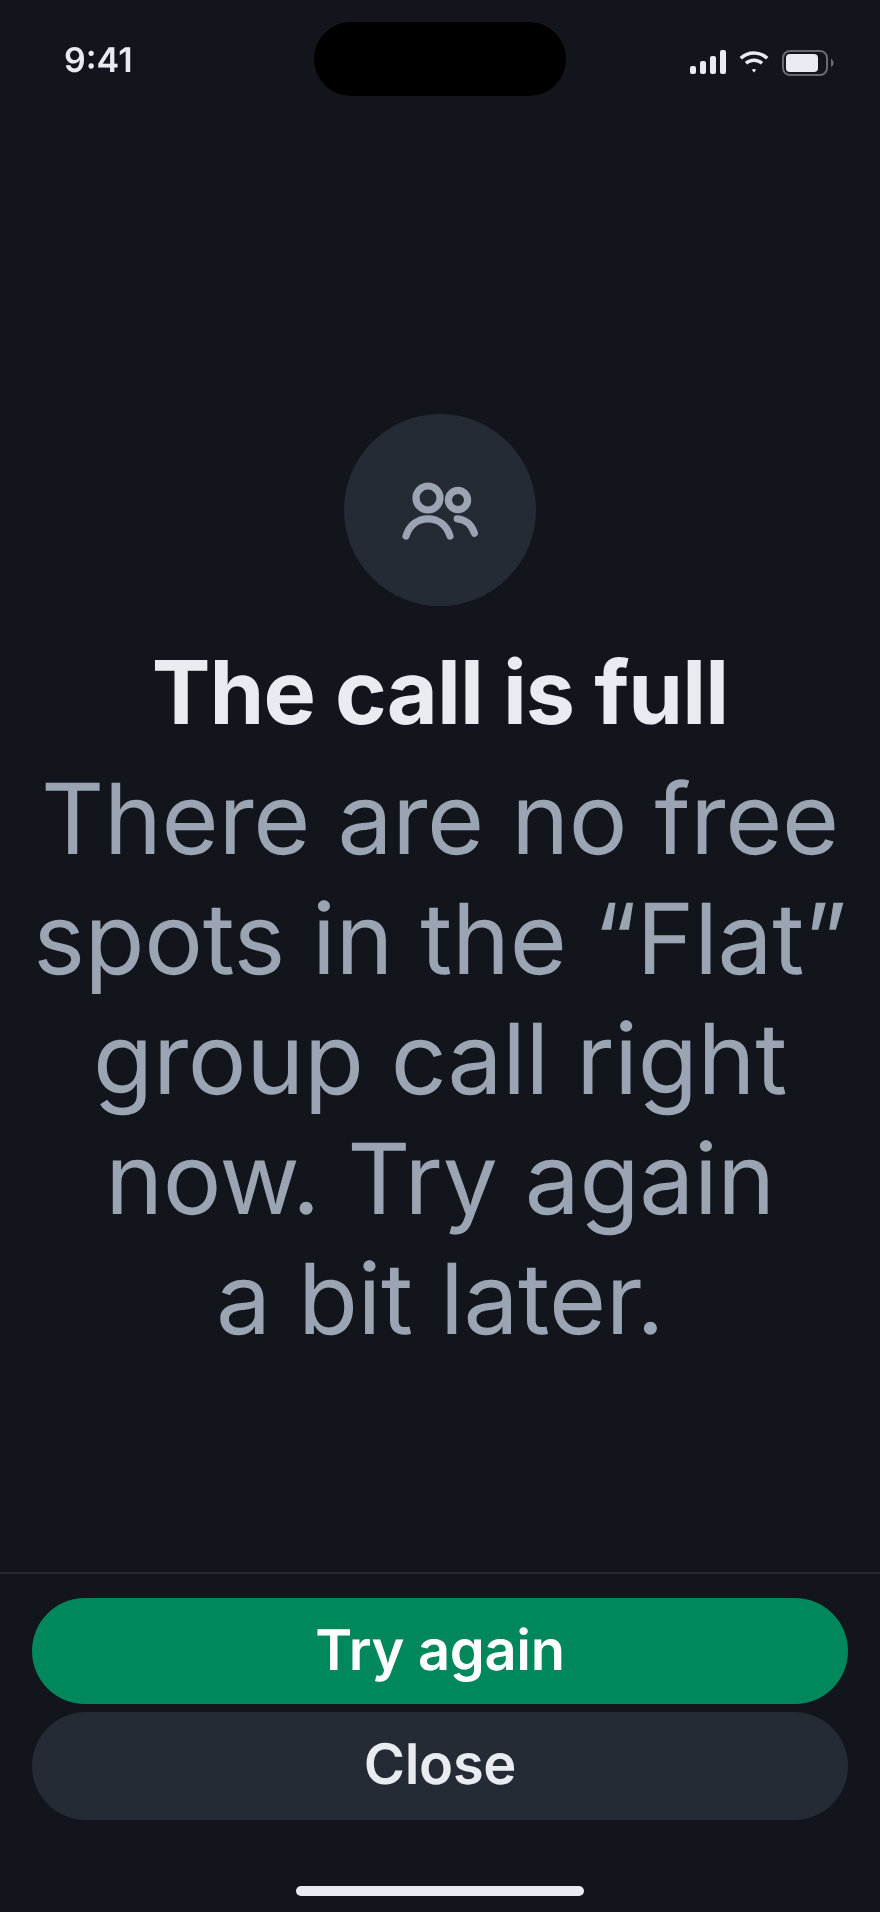 9:41
The call is full
There are no free
spots in the “Flat”
group call right
now. Try again
a bit later.
Try again
Close